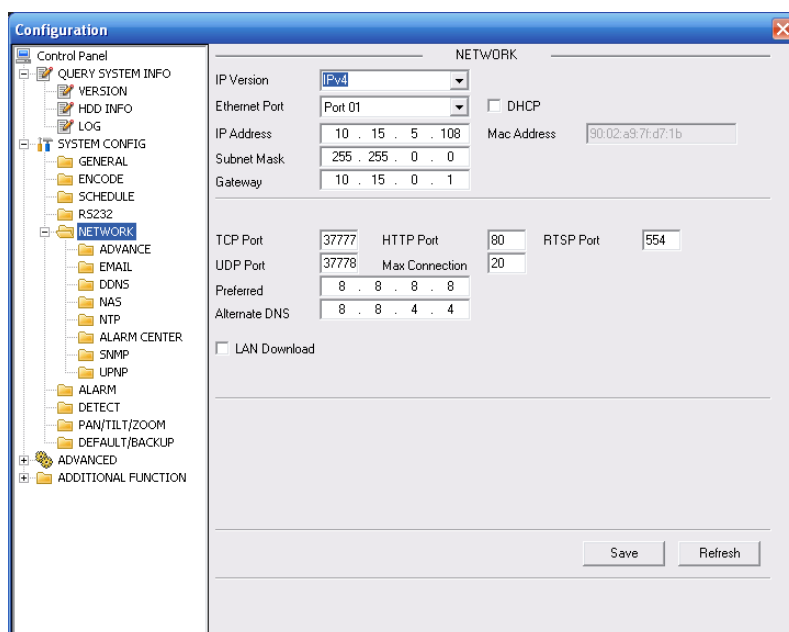 Configuration
Control Panel
QUERY SYSTEM INFO
VERSION
HDD INFO
LOG
SYSTEM CONFIG
GENERAL
ENCODE
SCHEDULE
RS232
NETWORK
ADVANCE
EMAIL
DDNS
NAS
NTP
ALARM CENTER
SNMP
UPNP
ALARM
DETECT
PAN/TILT/ZOOM
DEFAULT/BACKUP
ADVANCED
ADDITIONAL FUNCTION
NETWORK
IP Version IPv4
Ethernet Port Port 01 DHCP
IP Address 10 . 15 . 5 . 108 Mac Address 90:02:a9:7f:d7:1b
Subnet Mask 255 . 255 . 0 . 0
Gateway 10 . 15 . 0 . 1
TCP Port 37777 HTTP Port 80 RTSP Port 554
UDP Port 37778 Max Connection 20
Preferred 8 . 8 . 8 . 8
Alternate DNS 8 . 8 . 4 . 4
LAN Download
Save Refresh